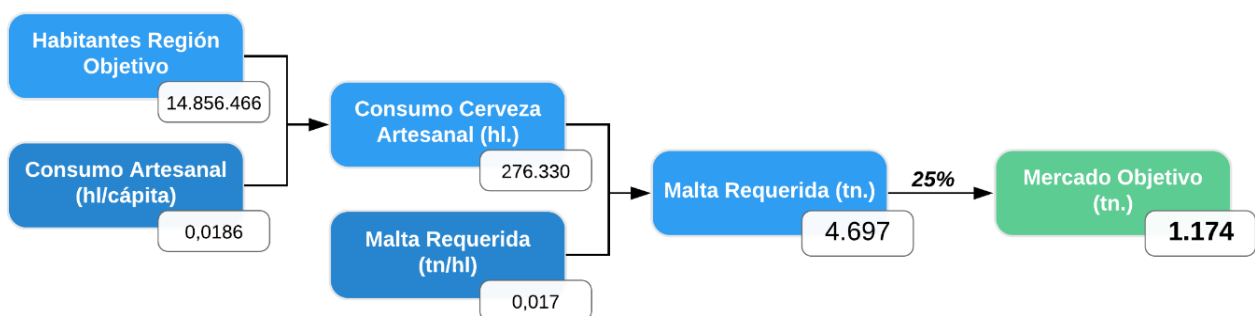 Habitantes Región
Objetivo
14.856.466
Consumo Artesanal
(hl/cápita)
0,0186
Consumo Cerveza
Artesanal (hl.)
276.330
Malta Requerida
(tn/hl)
0,017
Malta Requerida (tn.)
4.697
25%
Mercado Objetivo
(tn.)
1.174